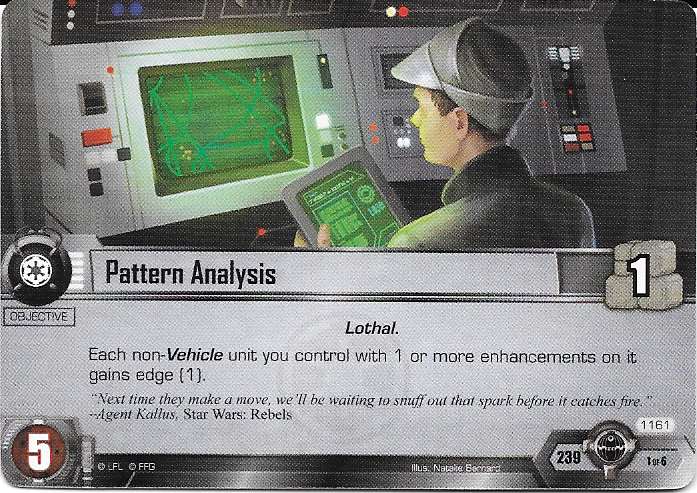 Pattern Analysis
1
OBJECTIVE
Lothal.
Each non-Vehicle unit you control with 1 or more enhancements on it
gains edge (1).
“Next time they make a move, we’ll be waiting to snuff out that spark before it catches fire.”
--Agent Kallus, Star Wars: Rebels
5
© LFL © FFG
Illus. Natalie Bernard
1161
239
1 OF 6